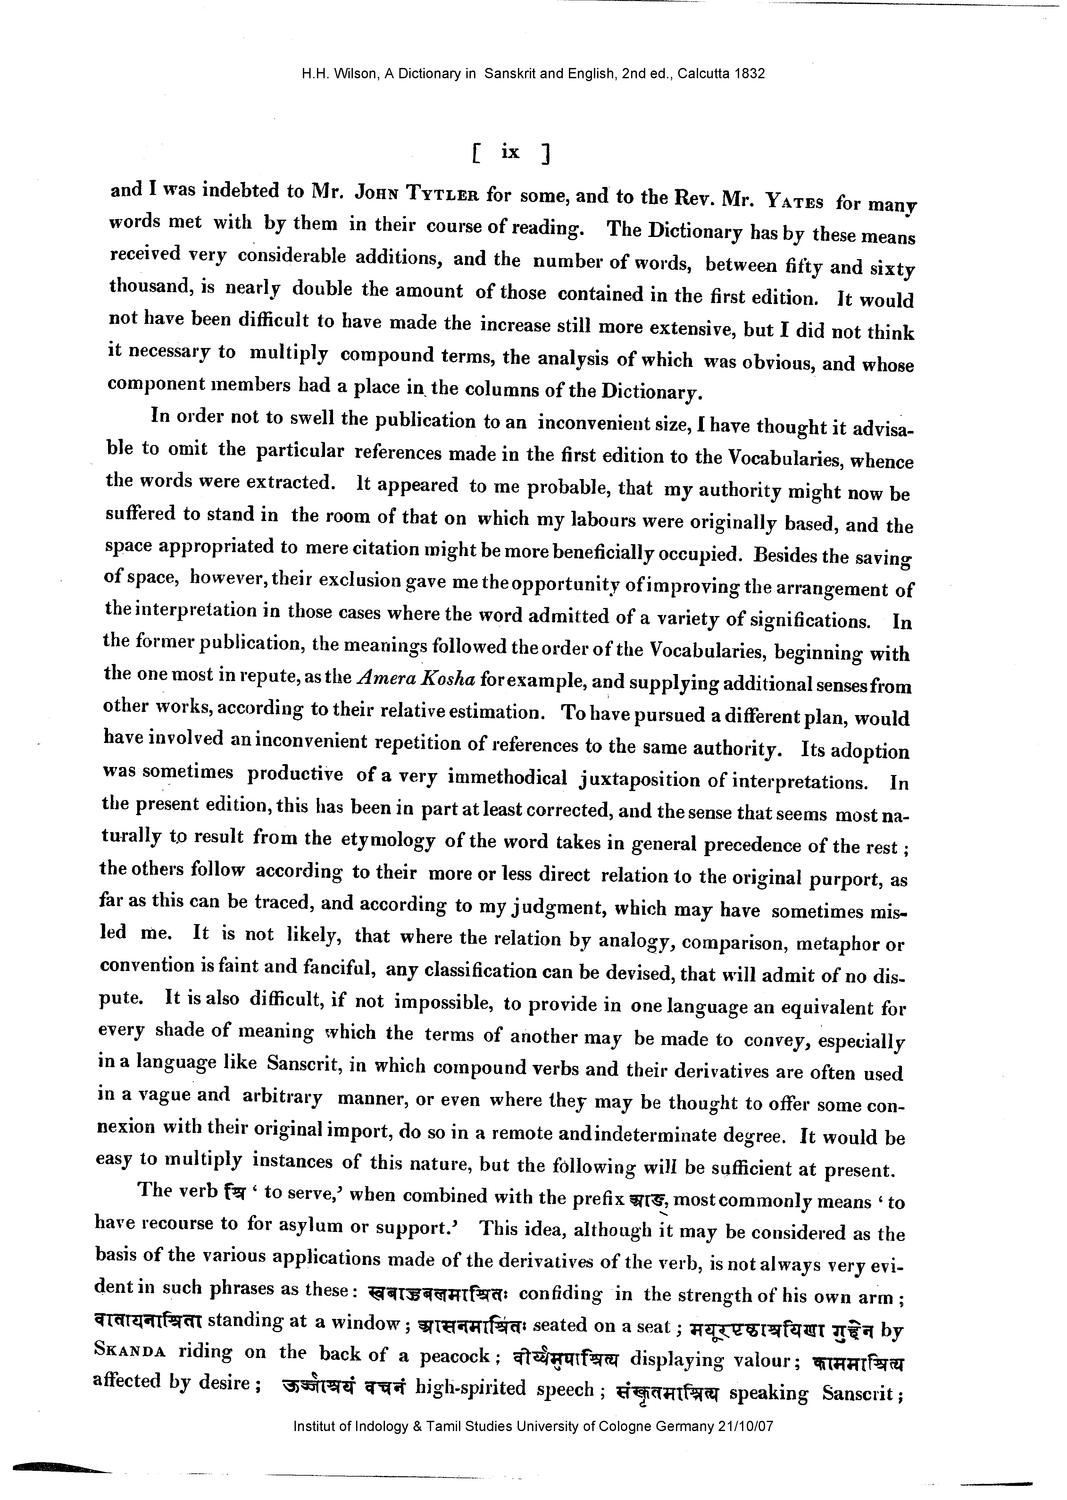 H.H. Wilson, A Dictionary in Sanskrit and English, 2nd ed., Calcutta 1832
[ ix ]
and I was indebted to Mr. JOHN TYTLER for some, and to the Rev. Mr. YATES for many
words met with by them in their course of reading. The Dictionary has by these means
received very considerable additions, and the number of words, between fifty and sixty
thousand, is nearly double the amount of those contained in the first edition. It would
not have been difficult to have made the increase still more extensive, but I did not think
it necessary to multiply compound terms, the analysis of which was obvious, and whose
component members had a place in the columns of the Dictionary.
In order not to swell the publication to an inconvenient size, I have thought it advisa-
ble to omit the particular references made in the first edition to the Vocabularies, whence
the words were extracted. It appeared to me probable, that my authority might now be
suffered to stand in the room of that on which my labours were originally based, and the
space appropriated to mere citation might be more beneficially occupied. Besides the saving
of space, however, their exclusion gave me the opportunity of improving the arrangement of
the interpretation in those cases where the word admitted of a variety of significations. In
the former publication, the meanings followed the order of the Vocabularies, beginning with
the one most in repute, as the Amera Kosha for example, and supplying additional senses from
other works, according to their relative estimation. To have pursued a different plan, would
have involved an inconvenient repetition of references to the same authority. Its adoption
was sometimes productive of a very immethodical juxtaposition of interpretations. In
the present edition, this has been in part at least corrected, and the sense that seems most na-
turally to result from the etymology of the word takes in general precedence of the rest ;
the others follow according to their more or less direct relation to the original purport, as
far as this can be traced, and according to my judgment, which may have sometimes mis-
led me. It is not likely, that where the relation by analogy, comparison, metaphor or
convention is faint and fanciful, any classification can be devised, that will admit of no dis-
pute. It is also difficult, if not impossible, to provide in one language an equivalent for
every shade of meaning which the terms of another may be made to convey, especially
in a language like Sanscrit, in which compound verbs and their derivatives are often used
in a vague and arbitrary manner, or even where they may be thought to offer some con-
nexion with their original import, do so in a remote and indeterminate degree. It would be
easy to multiply instances of this nature, but the following will be sufficient at present.
The verb श्रि ‘ to serve,’ when combined with the prefix आङ्, most commonly means ‘ to
have recourse to for asylum or support.’ This idea, although it may be considered as the
basis of the various applications made of the derivatives of the verb, is not always very evi-
dent in such phrases as these : स्वबाहुबलमाश्रितः confiding in the strength of his own arm ;
वातायनाश्रिता standing at a window ; आसनमाश्रितः seated on a seat ; मयूरपृष्ठाश्रयिणा गुहेन by
SKANDA riding on the back of a peacock ; वीर्य्यमुपाश्रित्य displaying valour ; काममाश्रित्य
affected by desire ; ऊर्ज्जाश्रयं वचनं high-spirited speech ; संस्कृतमाश्रित्य speaking Sanscrit ;
Institut of Indology & Tamil Studies University of Cologne Germany 21/10/07